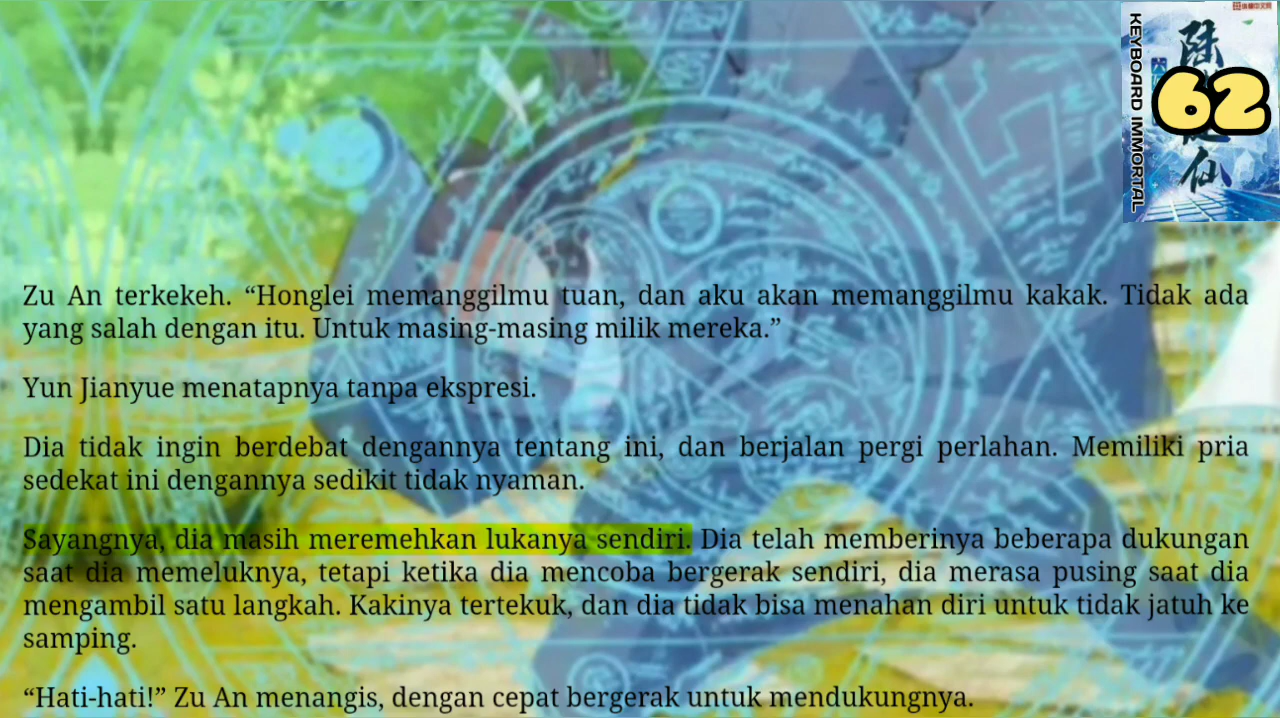 KEYBOARD IMMORTAL
62
仙
Zu An terkekeh. “Honglei memanggilmu tuan, dan aku akan memanggilmu kakak. Tidak ada
yang salah dengan itu. Untuk masing-masing milik mereka.”
Yun Jianyue menatapnya tanpa ekspresi.
Dia tidak ingin berdebat dengannya tentang ini, dan berjalan pergi perlahan. Memiliki pria
sedekat ini dengannya sedikit tidak nyaman.
Sayangnya, dia masih meremehkan lukanya sendiri. Dia telah memberinya beberapa dukungan
saat dia memeluknya, tetapi ketika dia mencoba bergerak sendiri, dia merasa pusing saat dia
mengambil satu langkah. Kakinya tertekuk, dan dia tidak bisa menahan diri untuk tidak jatuh ke
samping.
“Hati-hati!” Zu An menangis, dengan cepat bergerak untuk mendukungnya.